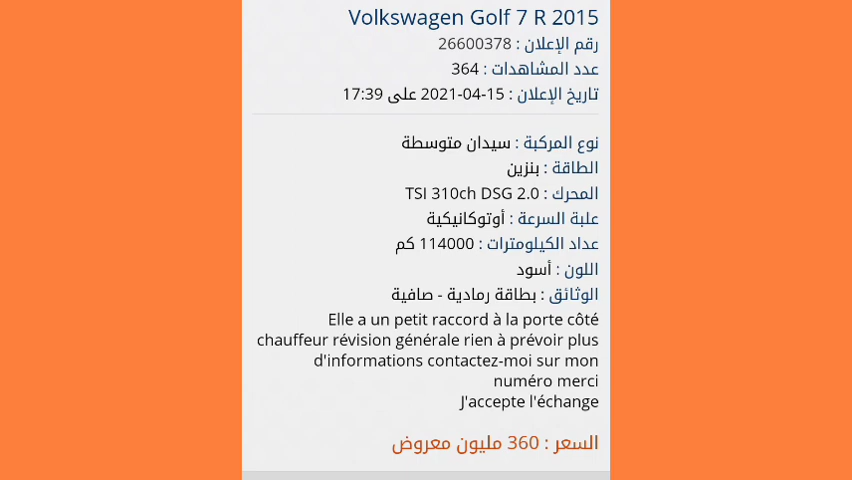 Volkswagen Golf 7 R 2015
رقم الإعلان : 26600378
عدد المشاهدات : 364
تاريخ الإعلان : 15-04-2021 على 17:39
نوع المركبة : سيدان متوسطة
الطاقة : بنزين
المحرك : 2.0 TSI 310ch DSG
علبة السرعة : أوتوكانيكية
عداد الكيلومترات : 114000 كم
اللون : أسود
الوثائق : بطاقة رمادية - صافية
Elle a un petit raccord à la porte côté
chauffeur révision générale rien à prévoir plus
d'informations contactez-moi sur mon
numéro merci
J'accepte l'échange
السعر : 360 مليون معروض